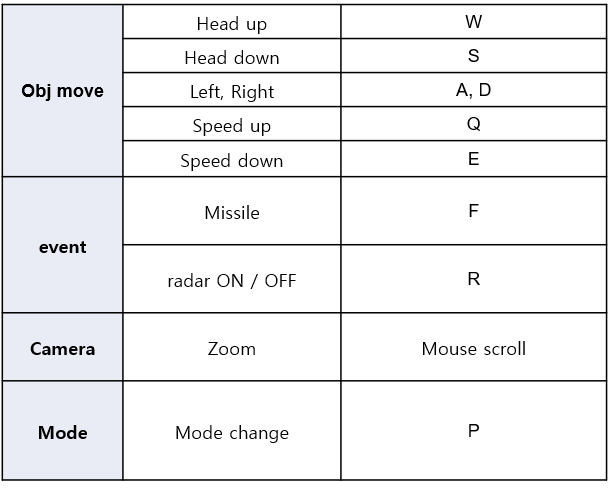 Obj move
Head up W
Head down S
Left, Right A, D
Speed up Q
Speed down E
event
Missile F
radar ON / OFF R
Camera Zoom Mouse scroll
Mode Mode change P